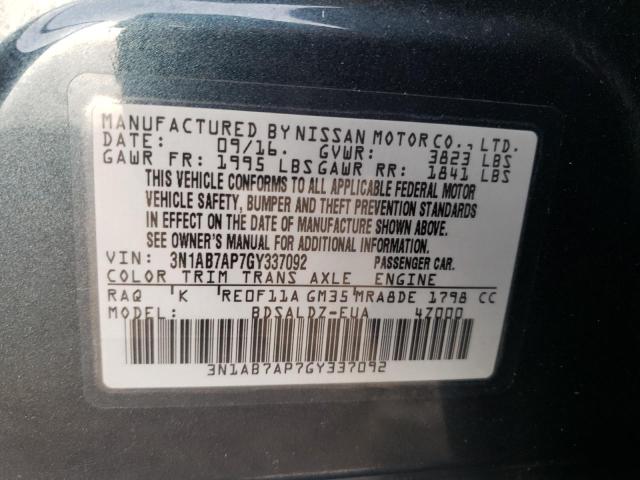 MANUFACTURED BY NISSAN MOTOR CO., LTD.
DATE: 09/16. GVWR: 3823 LBS
GAWR FR: 1995 LBS GAWR RR: 1841 LBS
THIS VEHICLE CONFORMS TO ALL APPLICABLE FEDERAL MOTOR
VEHICLE SAFETY, BUMPER AND THEFT PREVENTION STANDARDS
IN EFFECT ON THE DATE OF MANUFACTURE SHOWN ABOVE.
SEE OWNER'S MANUAL FOR ADDITIONAL INFORMATION.
VIN: 3N1AB7AP7GY337092 PASSENGER CAR.
COLOR TRIM TRANS AXLE ENGINE
RAQ K RE0F11A GM35 MRA8DE 1798 CC
MODEL: BDSALDZ-EUA 4Z000
3N1AB7AP7GY337092